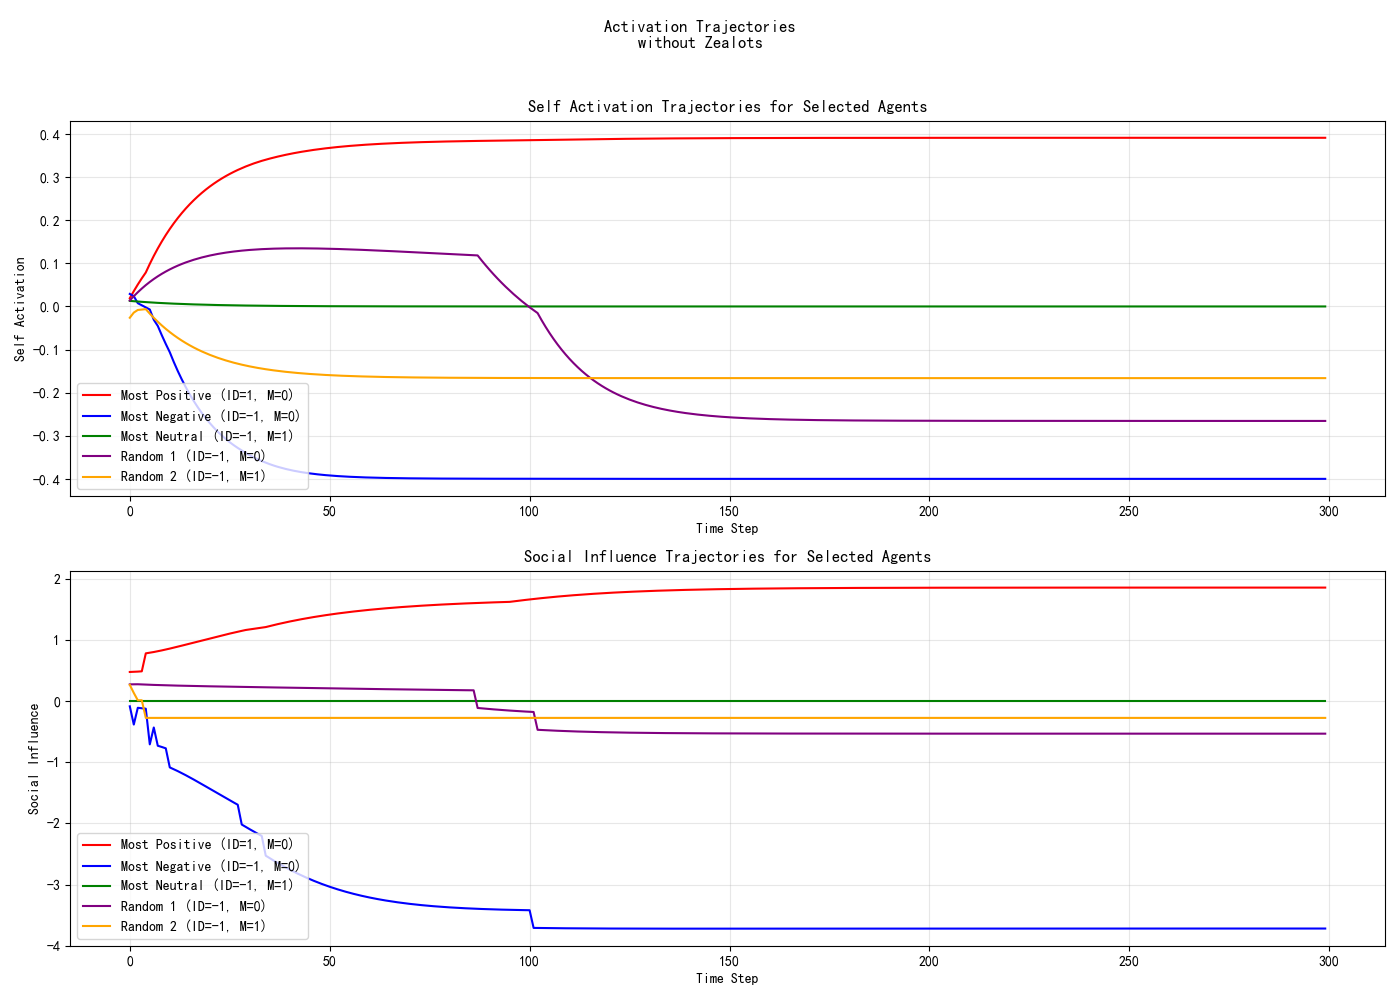 Activation Trajectories
without Zealots
Self Activation Trajectories for Selected Agents
Self Activation
0.4
0.3
0.2
0.1
0.0
−0.1
−0.2
−0.3
−0.4
Most Positive (ID=1, M=0)
Most Negative (ID=-1, M=0)
Most Neutral (ID=-1, M=1)
Random 1 (ID=-1, M=0)
Random 2 (ID=-1, M=1)
0 50 100 150 200 250 300
Time Step
Social Influence Trajectories for Selected Agents
Social Influence
2
1
0
−1
−2
−3
−4
Most Positive (ID=1, M=0)
Most Negative (ID=-1, M=0)
Most Neutral (ID=-1, M=1)
Random 1 (ID=-1, M=0)
Random 2 (ID=-1, M=1)
0 50 100 150 200 250 300
Time Step